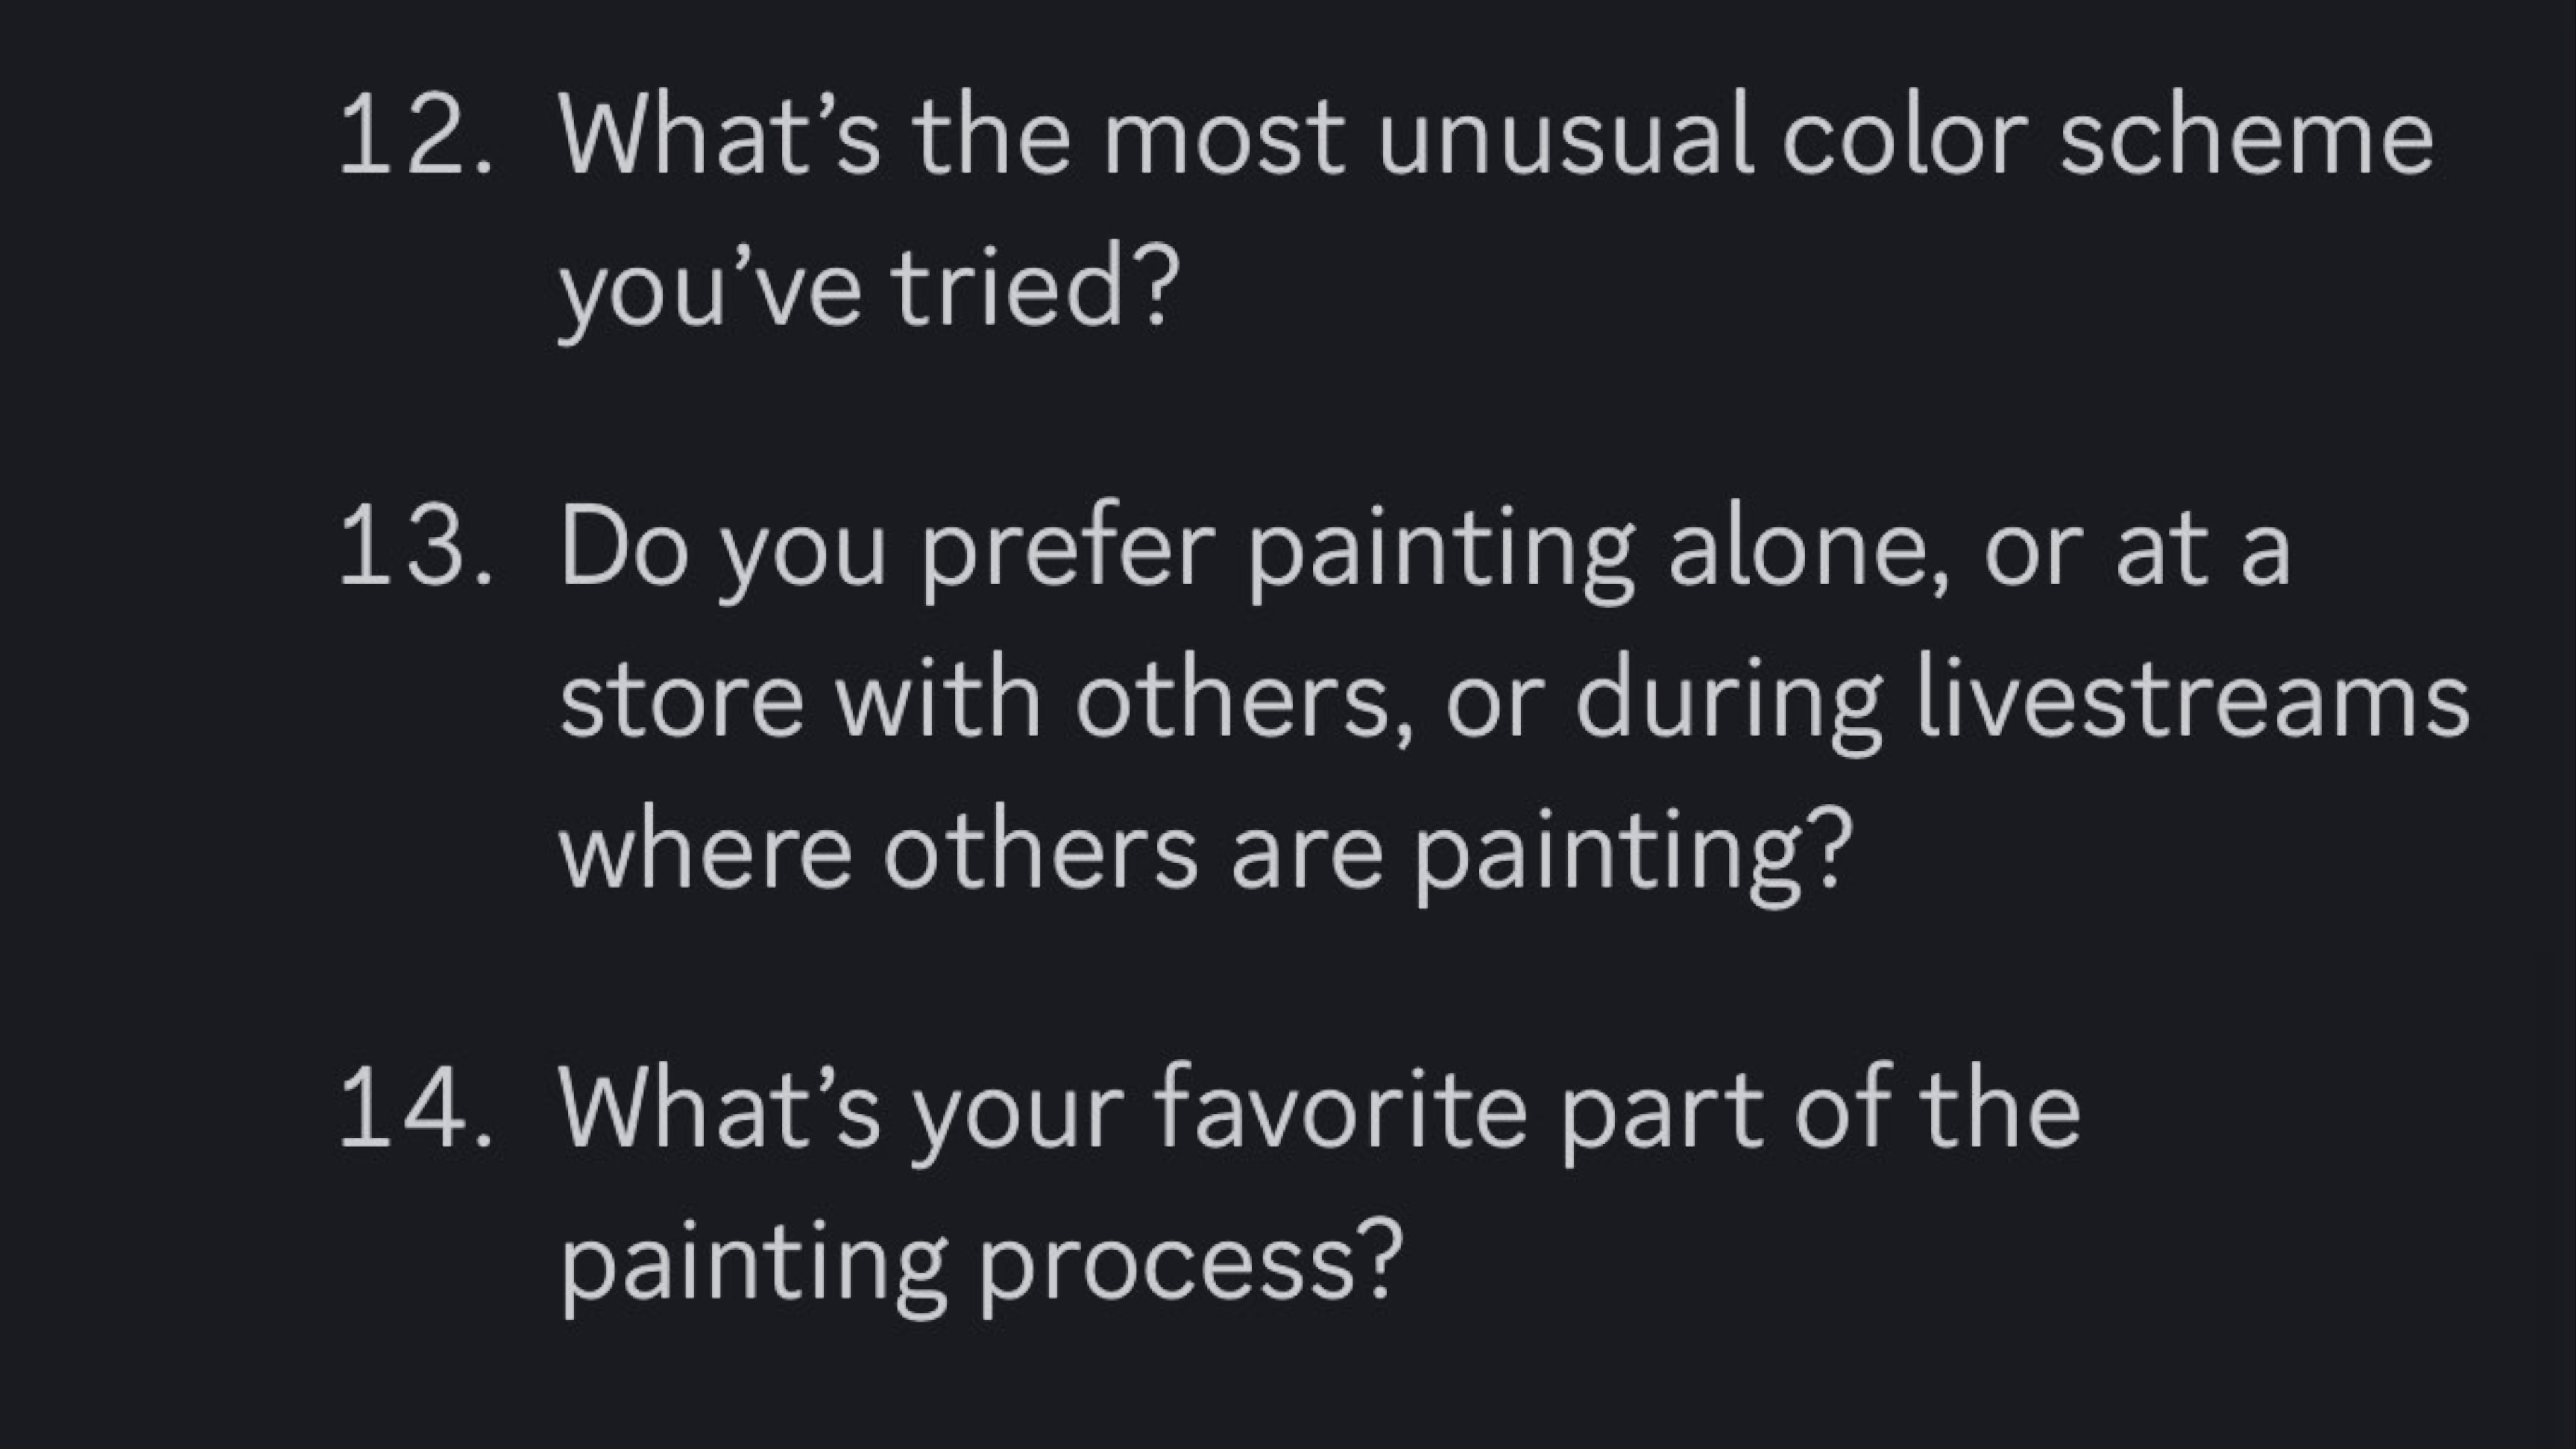 12. What’s the most unusual color scheme
you’ve tried?
13. Do you prefer painting alone, or at a
store with others, or during livestreams
where others are painting?
14. What’s your favorite part of the
painting process?